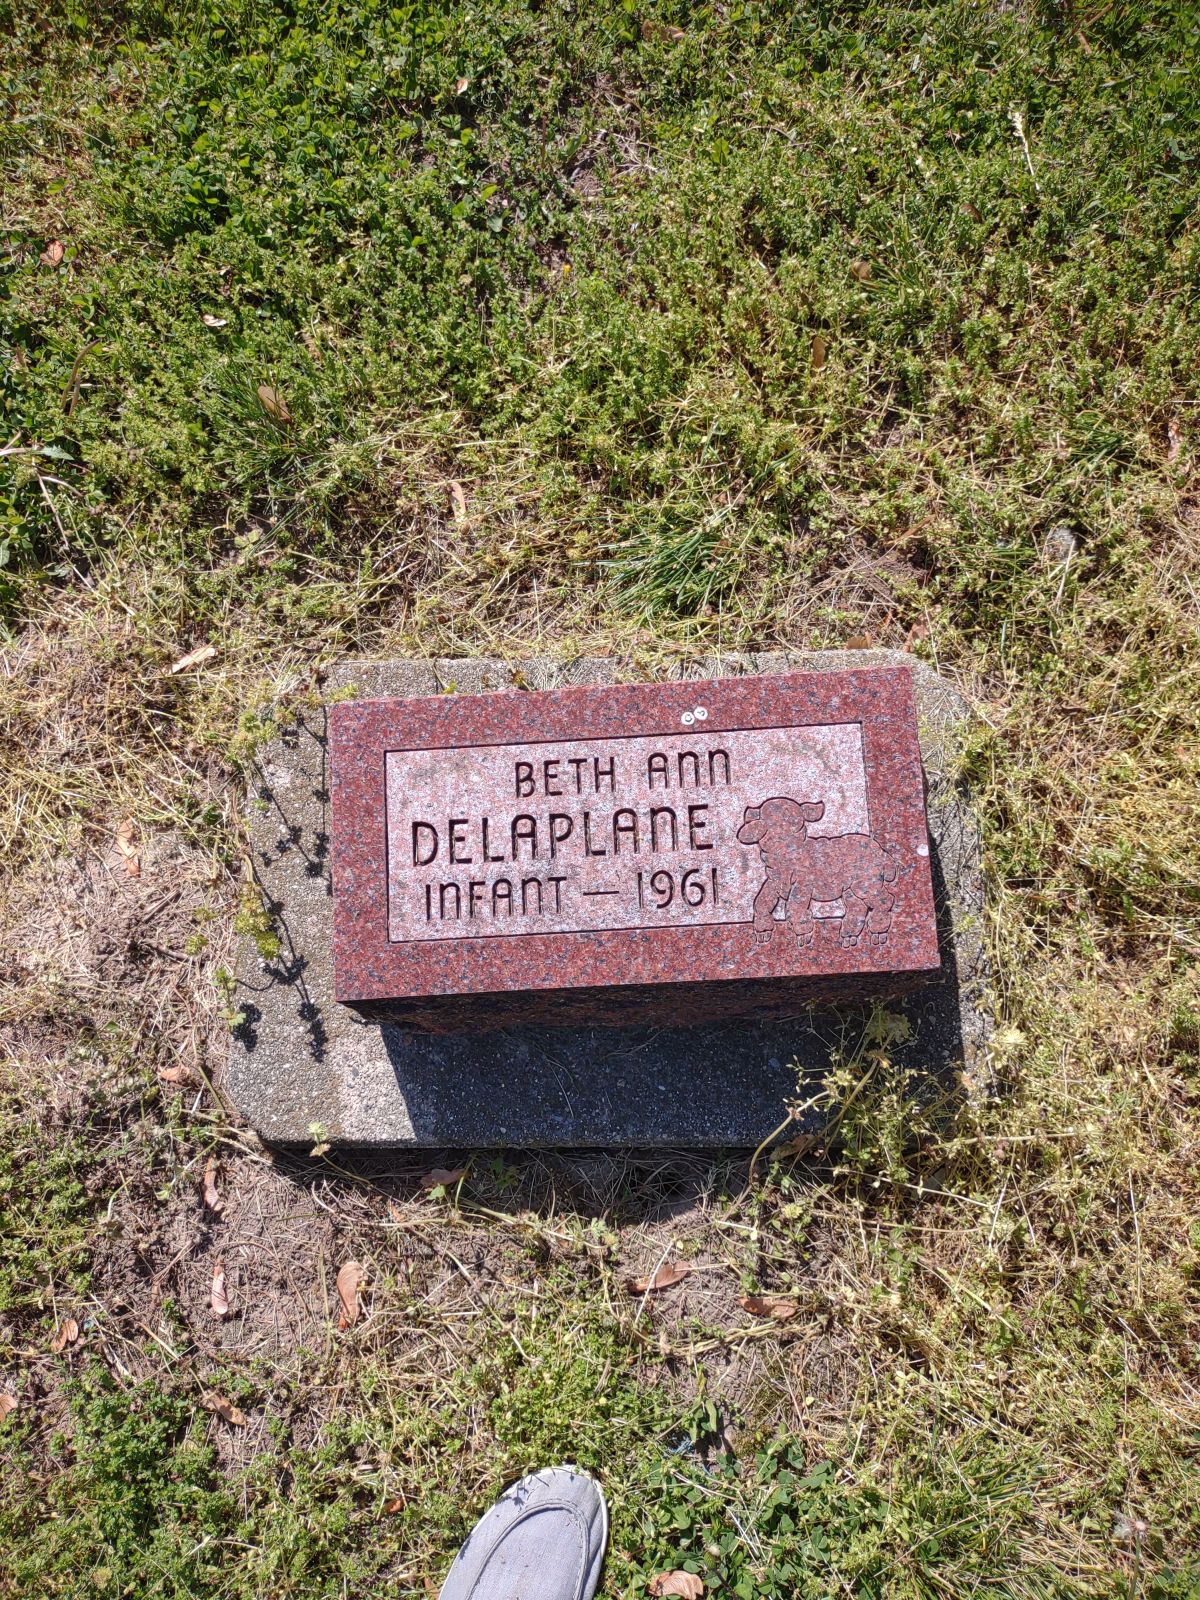 BETH ANN
DELAPLANE
INFANT — 1961